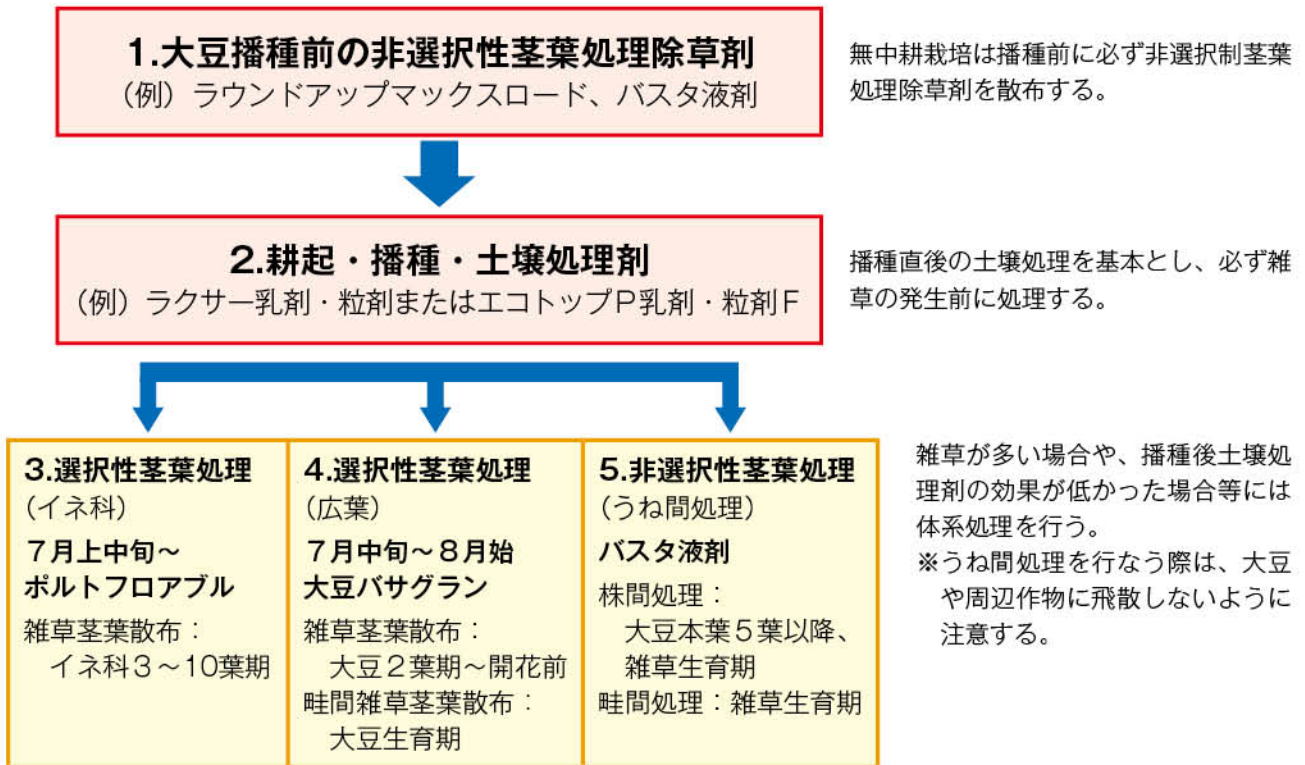 1.大豆播種前の非選択性茎葉処理除草剤
（例）ラウンドアップマックスロード、バスタ液剤
無中耕栽培は播種前に必ず非選択制茎葉
処理除草剤を散布する。
2.耕起・播種・土壌処理剤
（例）ラクサー乳剤・粒剤またはエコトップP乳剤・粒剤F
播種直後の土壌処理を基本とし、必ず雑
草の発生前に処理する。
3.選択性茎葉処理
（イネ科）
７月上中旬～
ポルトフロアブル
雑草茎葉散布：
イネ科３～10葉期
4.選択性茎葉処理
（広葉）
７月中旬～８月始
大豆バサグラン
雑草茎葉散布：
大豆２葉期～開花前
畦間雑草茎葉散布：
大豆生育期
5.非選択性茎葉処理
（うね間処理）
バスタ液剤
株間処理：
大豆本葉５葉以降、
雑草生育期
畦間処理：雑草生育期
雑草が多い場合や、播種後土壌処
理剤の効果が低かった場合等には
体系処理を行う。
※うね間処理を行なう際は、大豆
や周辺作物に飛散しないように
注意する。